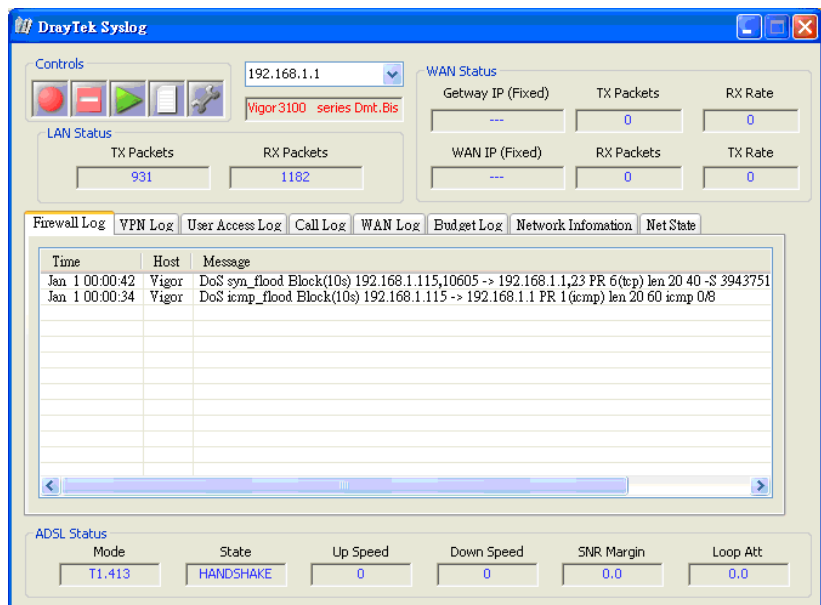 DrayTek Syslog
Controls
192.168.1.1
Vigor3100 series Dmt.Bis
LAN Status
TX Packets RX Packets
931 1182
WAN Status
Getway IP (Fixed) TX Packets RX Rate
--- 0 0
WAN IP (Fixed) RX Packets TX Rate
--- 0 0
Firewall Log VPN Log User Access Log Call Log WAN Log Budget Log Network Infomation Net State
Time Host Message
Jan 1 00:00:42 Vigor DoS syn_flood Block(10s) 192.168.1.115,10605 -> 192.168.1.1,23 PR 6(tcp) len 20 40 -S 3943751
Jan 1 00:00:34 Vigor DoS icmp_flood Block(10s) 192.168.1.115 -> 192.168.1.1 PR 1(icmp) len 20 60 icmp 0/8
ADSL Status
Mode State Up Speed Down Speed SNR Margin Loop Att
T1.413 HANDSHAKE 0 0 0.0 0.0